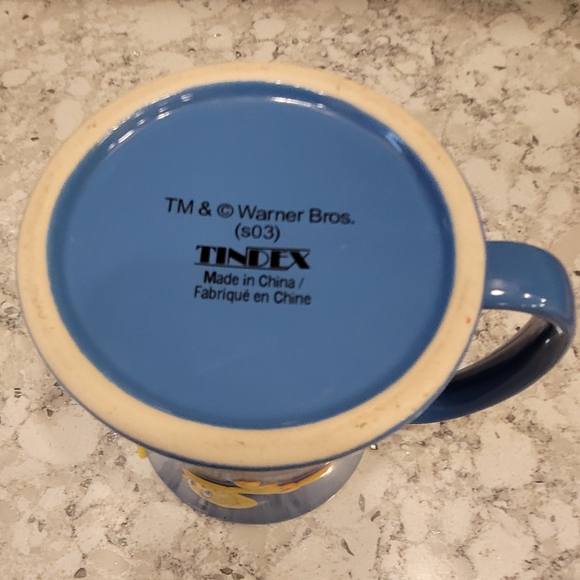 TM & © Warner Bros.
(s03)
TINDEX
Made in China /
Fabriqué en Chine